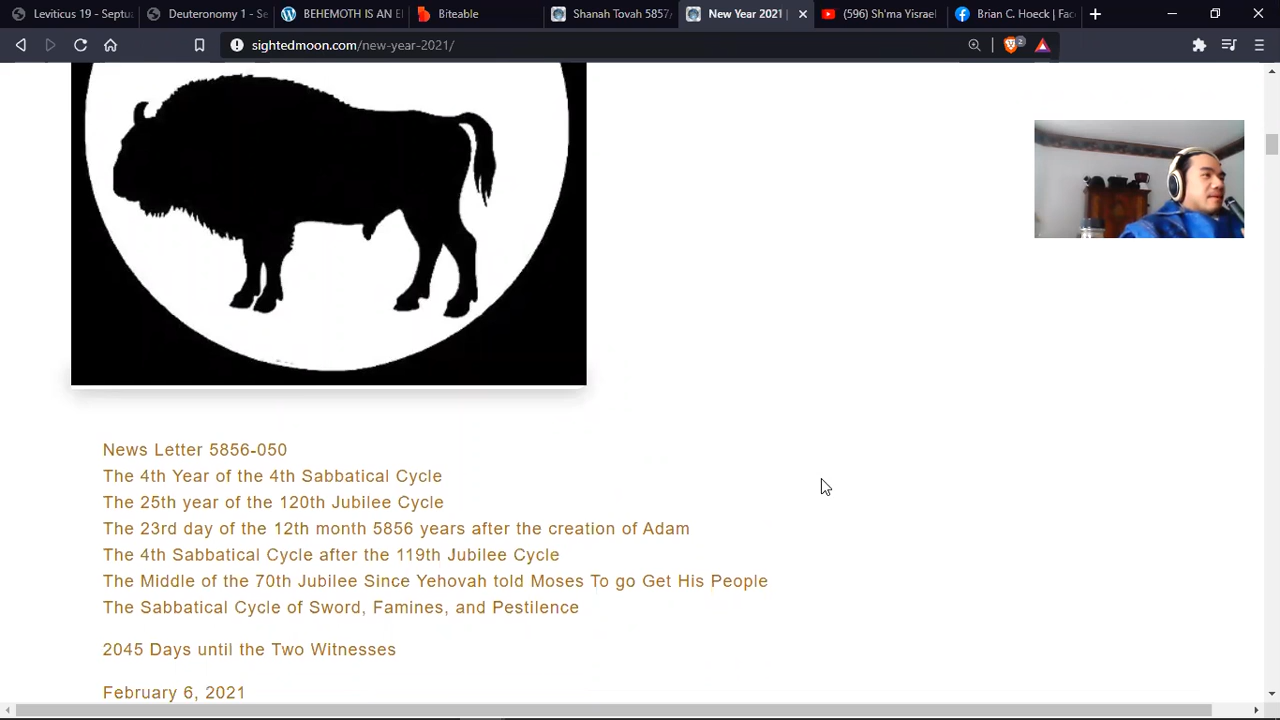 Leviticus 19 - Septu
Deuteronomy 1 - Se
BEHEMOTH IS AN E
Biteable
Shanah Tovah 5857/
New Year 2021 |
(596) Sh'ma Yisrael
Brian C. Hoeck | Fac
sightedmoon.com/new-year-2021/
2
News Letter 5856-050
The 4th Year of the 4th Sabbatical Cycle
The 25th year of the 120th Jubilee Cycle
The 23rd day of the 12th month 5856 years after the creation of Adam
The 4th Sabbatical Cycle after the 119th Jubilee Cycle
The Middle of the 70th Jubilee Since Yehovah told Moses To go Get His People
The Sabbatical Cycle of Sword, Famines, and Pestilence
2045 Days until the Two Witnesses
February 6, 2021